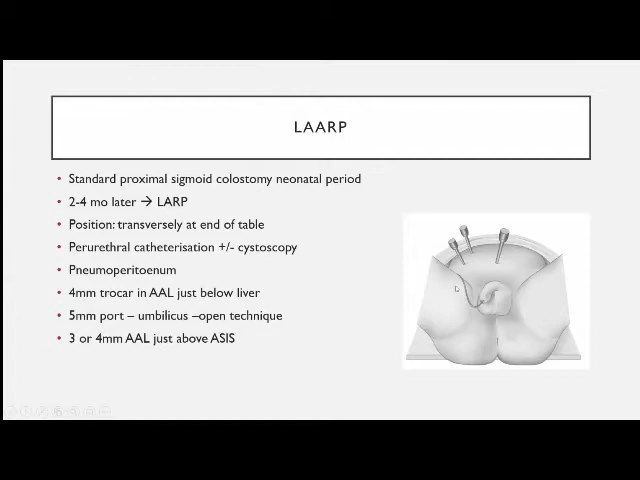 LAARP
• Standard proximal sigmoid colostomy neonatal period
• 2-4 mo later → LARP
• Position: transversely at end of table
• Perurethral catheterisation +/- cystoscopy
• Pneumoperitoenum
• 4mm trocar in AAL just below liver
• 5mm port – umbilicus –open technique
• 3 or 4mm AAL just above ASIS